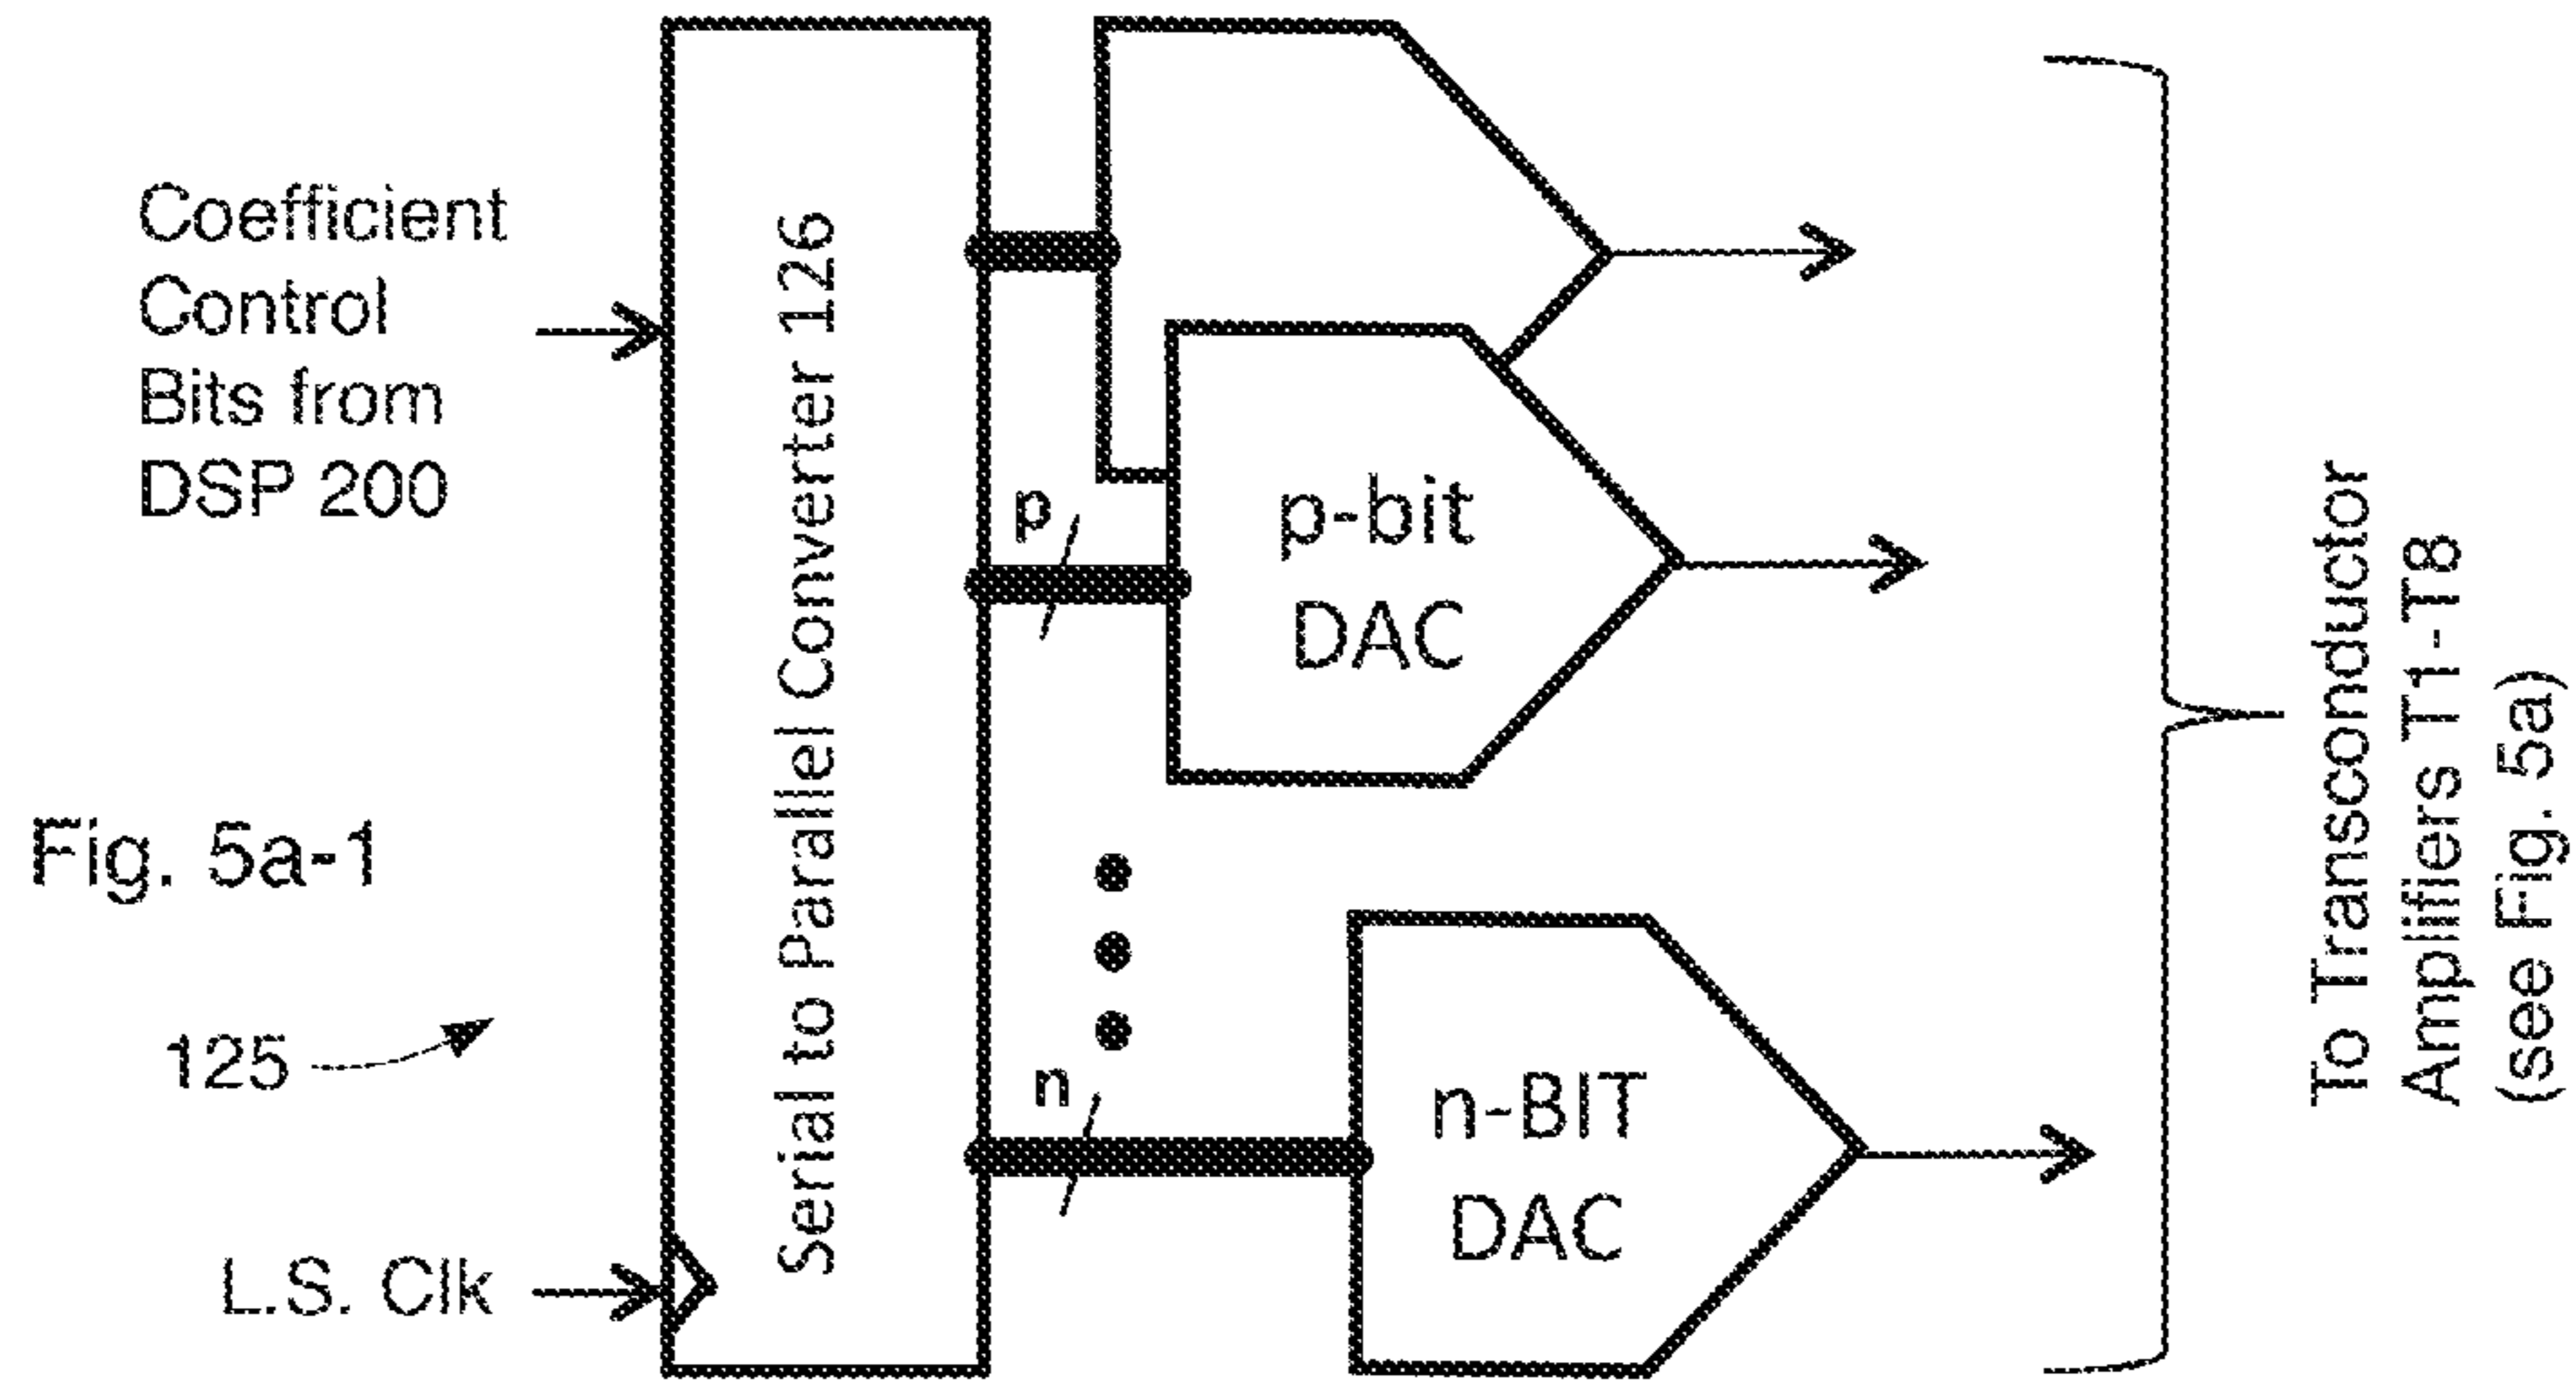 Coefficient
Control
Bits from
DSP 200
Fig. 5a-1
125
L.S. Clk
Serial to Parallel Converter 126
p
p-bit
DAC
n
n-BIT
DAC
To Transconductor
Amplifiers T1-T8
(see Fig. 5a)